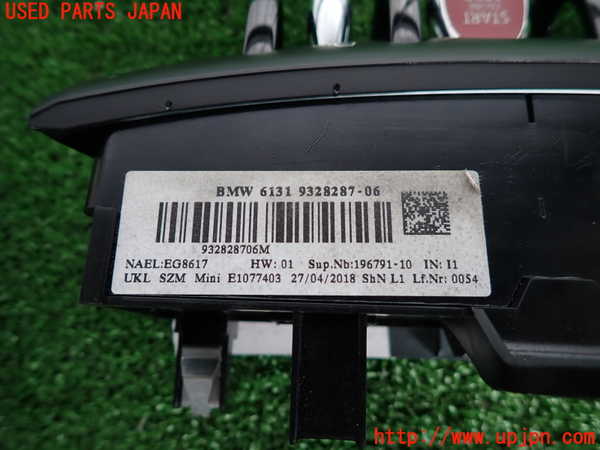 USED PARTS JAPAN
START
BMW 6131 9328287-06
932828706M
NAEL:EG8617 HW: 01 Sup.Nb:196791-10 IN: I1
UKL SZM Mini E1077403 27/04/2018 ShN L1 Lf.Nr: 0054
http://www.upjpn.com/